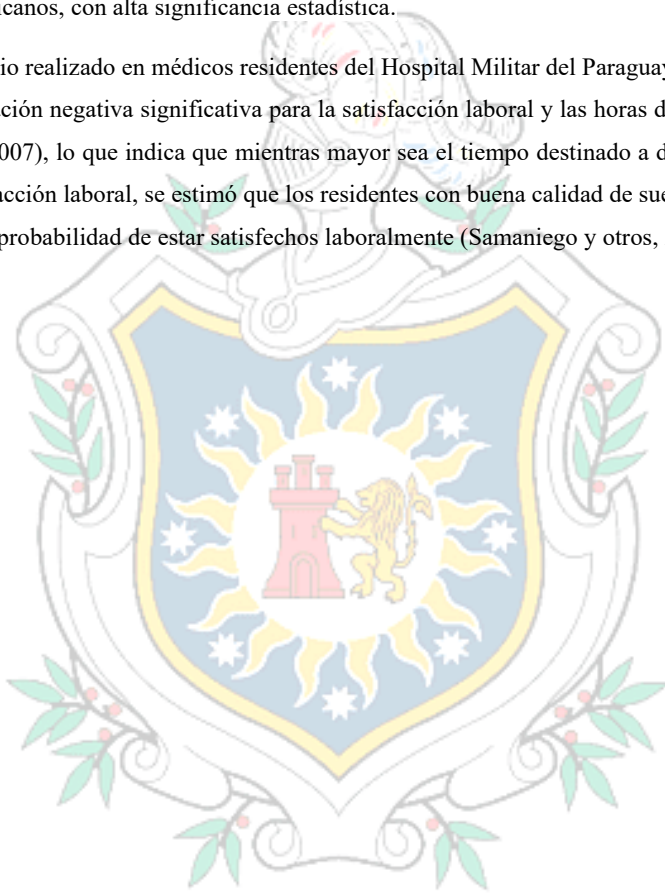 icanos, con alta significancia estadística.
io realizado en médicos residentes del Hospital Militar del Paraguay
ción negativa significativa para la satisfacción laboral y las horas d
007), lo que indica que mientras mayor sea el tiempo destinado a d
acción laboral, se estimó que los residentes con buena calidad de sue
probabilidad de estar satisfechos laboralmente (Samaniego y otros,